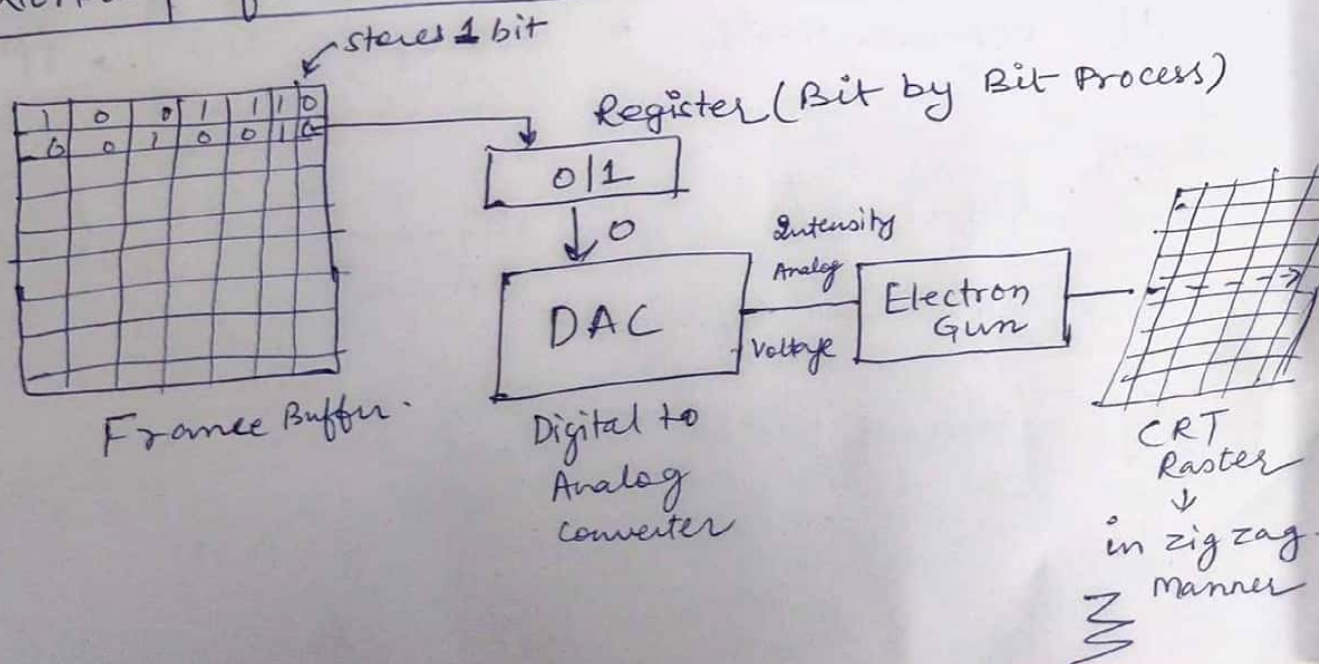 stores 1 bit
1 0 0 1 1 1 0
0 0 1 0 0 1 0
Register (Bit by Bit Process)
0/1
0
DAC
Intensity
Analog
Voltage
Electron
Gun
Frame Buffer.
Digital to
Analog
converter
CRT
Raster
in zig zag
manner